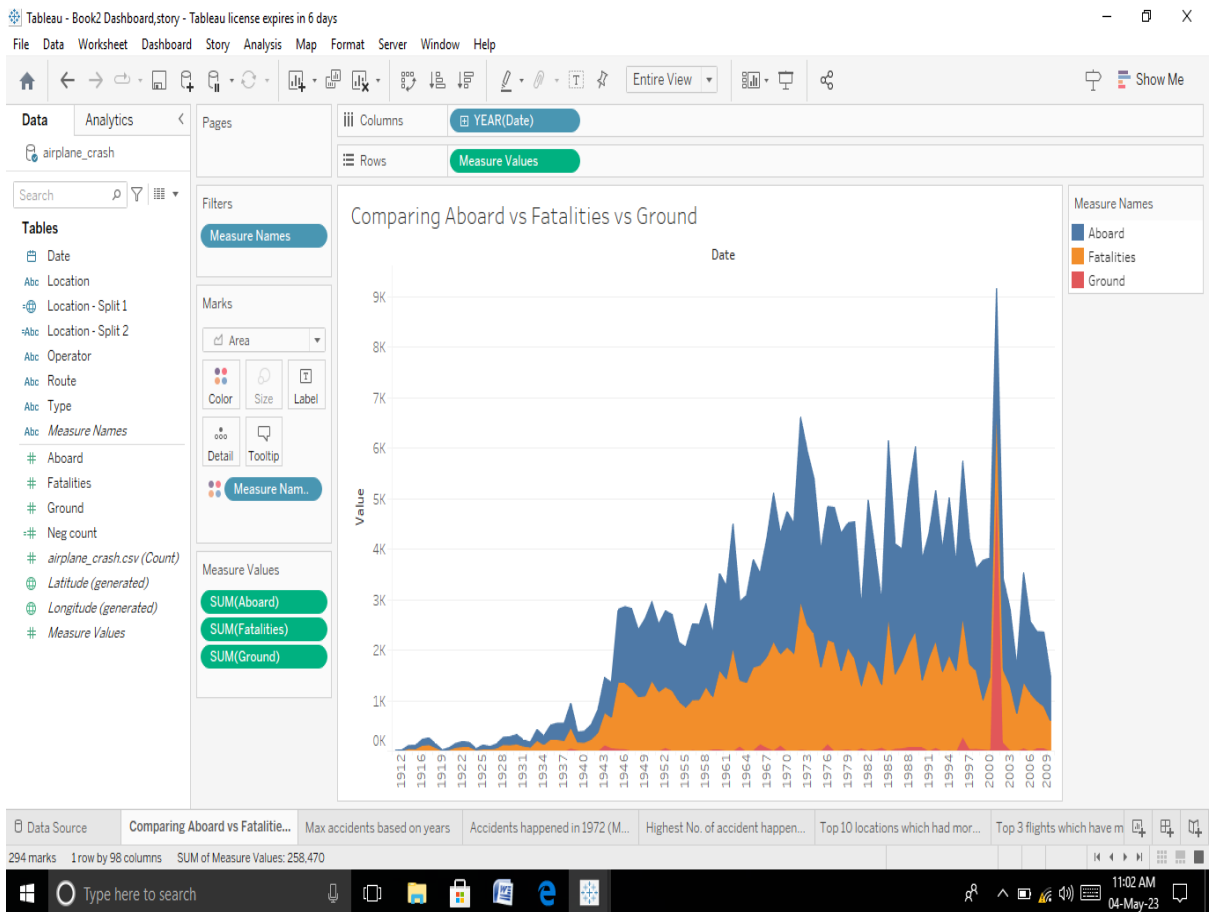 Tableau - Book2 Dashboard,story - Tableau license expires in 6 days
File Data Worksheet Dashboard Story Analysis Map Format Server Window Help
Entire View
Show Me
Data Analytics
airplane_crash
Search
Tables
Date
Abc Location
Location - Split 1
=Abc Location - Split 2
Abc Operator
Abc Route
Abc Type
Abc Measure Names
# Aboard
# Fatalities
# Ground
=# Neg count
# airplane_crash.csv (Count)
Latitude (generated)
Longitude (generated)
# Measure Values
Pages
Filters
Measure Names
Marks
Area
Color Size Label
Detail Tooltip
Measure Nam..
Measure Values
SUM(Aboard)
SUM(Fatalities)
SUM(Ground)
Columns YEAR(Date)
Rows Measure Values
Comparing Aboard vs Fatalities vs Ground
Date
Value
9K
8K
7K
6K
5K
4K
3K
2K
1K
0K
1912 1916 1919 1922 1925 1928 1931 1934 1937 1940 1943 1946 1949 1952 1955 1958 1961 1964 1967 1970 1973 1976 1979 1982 1985 1988 1991 1994 1997 2000 2003 2006 2009
Measure Names
Aboard
Fatalities
Ground
Data Source Comparing Aboard vs Fatalitie... Max accidents based on years Accidents happened in 1972 (M... Highest No. of accident happen... Top 10 locations which had mor... Top 3 flights which have m
294 marks 1 row by 98 columns SUM of Measure Values: 258,470
Type here to search
11:02 AM
04-May-23